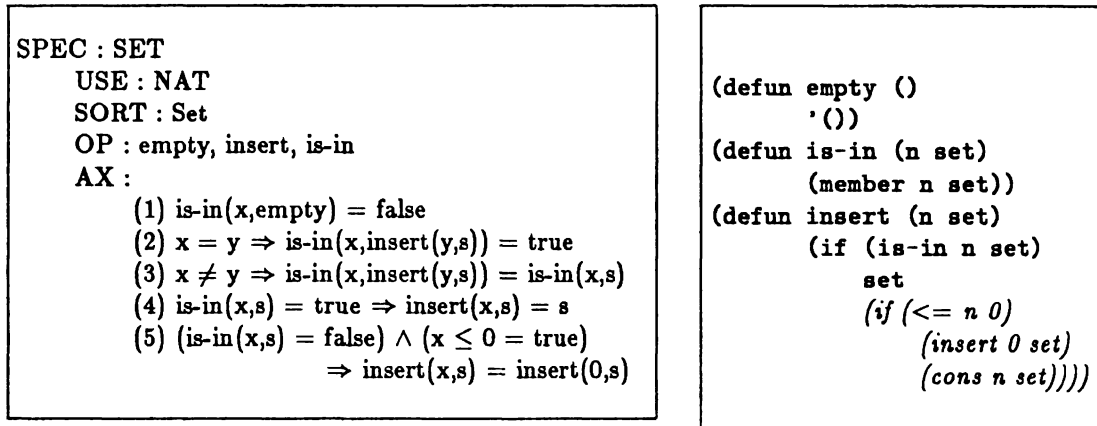 SPEC : SET
USE : NAT
SORT : Set
OP : empty, insert, is-in
AX :
(1) is-in(x,empty) = false
(2) x = y ⇒ is-in(x,insert(y,s)) = true
(3) x ≠ y ⇒ is-in(x,insert(y,s)) = is-in(x,s)
(4) is-in(x,s) = true ⇒ insert(x,s) = s
(5) (is-in(x,s) = false) ∧ (x ≤ 0 = true)
⇒ insert(x,s) = insert(0,s)
(defun empty ()
'())
(defun is-in (n set)
(member n set))
(defun insert (n set)
(if (is-in n set)
set
(if (<= n 0)
(insert 0 set)
(cons n set))))